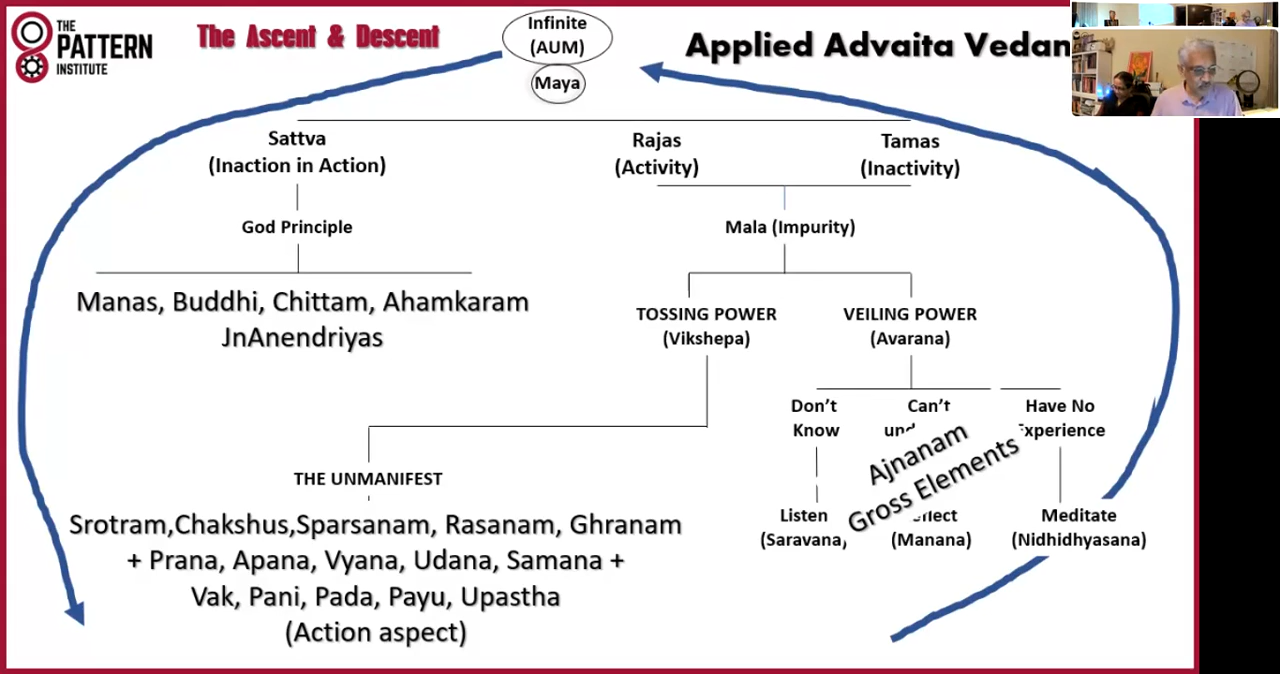 THE
PATTERN
INSTITUTE
The Ascent & Descent
Infinite
(AUM)
Maya
Applied Advaita
Sattva
(Inaction in Action)
Rajas
(Activity)
Tamas
(Inactivity)
God Principle
Mala (Impurity)
Manas, Buddhi, Chittam, Ahamkaram
JnAnendriyas
TOSSING POWER
(Vikshepa)
VEILING POWER
(Avarana)
Don't
Know
Can't
Have No
Experience
Ajnanam
Gross Elements
THE UNMANIFEST
Srotram,Chakshus,Sparsanam, Rasanam, Ghranam
+ Prana, Apana, Vyana, Udana, Samana +
Vak, Pani, Pada, Payu, Upastha
(Action aspect)
Listen
(Saravana)
(Manana)
Meditate
(Nidhidhyasana)